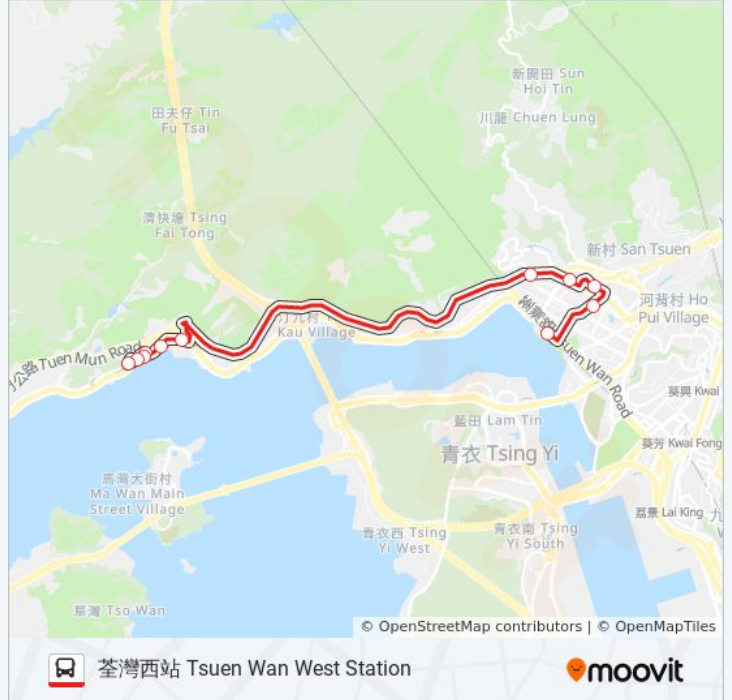 新開田 Sun
Hoi Tin
田夫仔 Tin
Fu Tsai
川龍 Chuen Lung
清快塘 Tsing
Fai Tong
新村 San Tsuen
河背村 Ho
Pui Village
Kau Village
公路 Tuen Mun Road
Tsuen Wan Road
葵興 Kwai
藍田 Lam Tin
葵芳 Kwai Fong
青衣 Tsing Yi
馬灣大街村
Ma Wan Main
Street Village
荔景 Lai King
九
青衣西 Tsing
Yi West
青衣南 Tsing
Yi South
草灣 Tso Wan
© OpenStreetMap contributors | © OpenMapTiles
荃灣西站 Tsuen Wan West Station
moovit